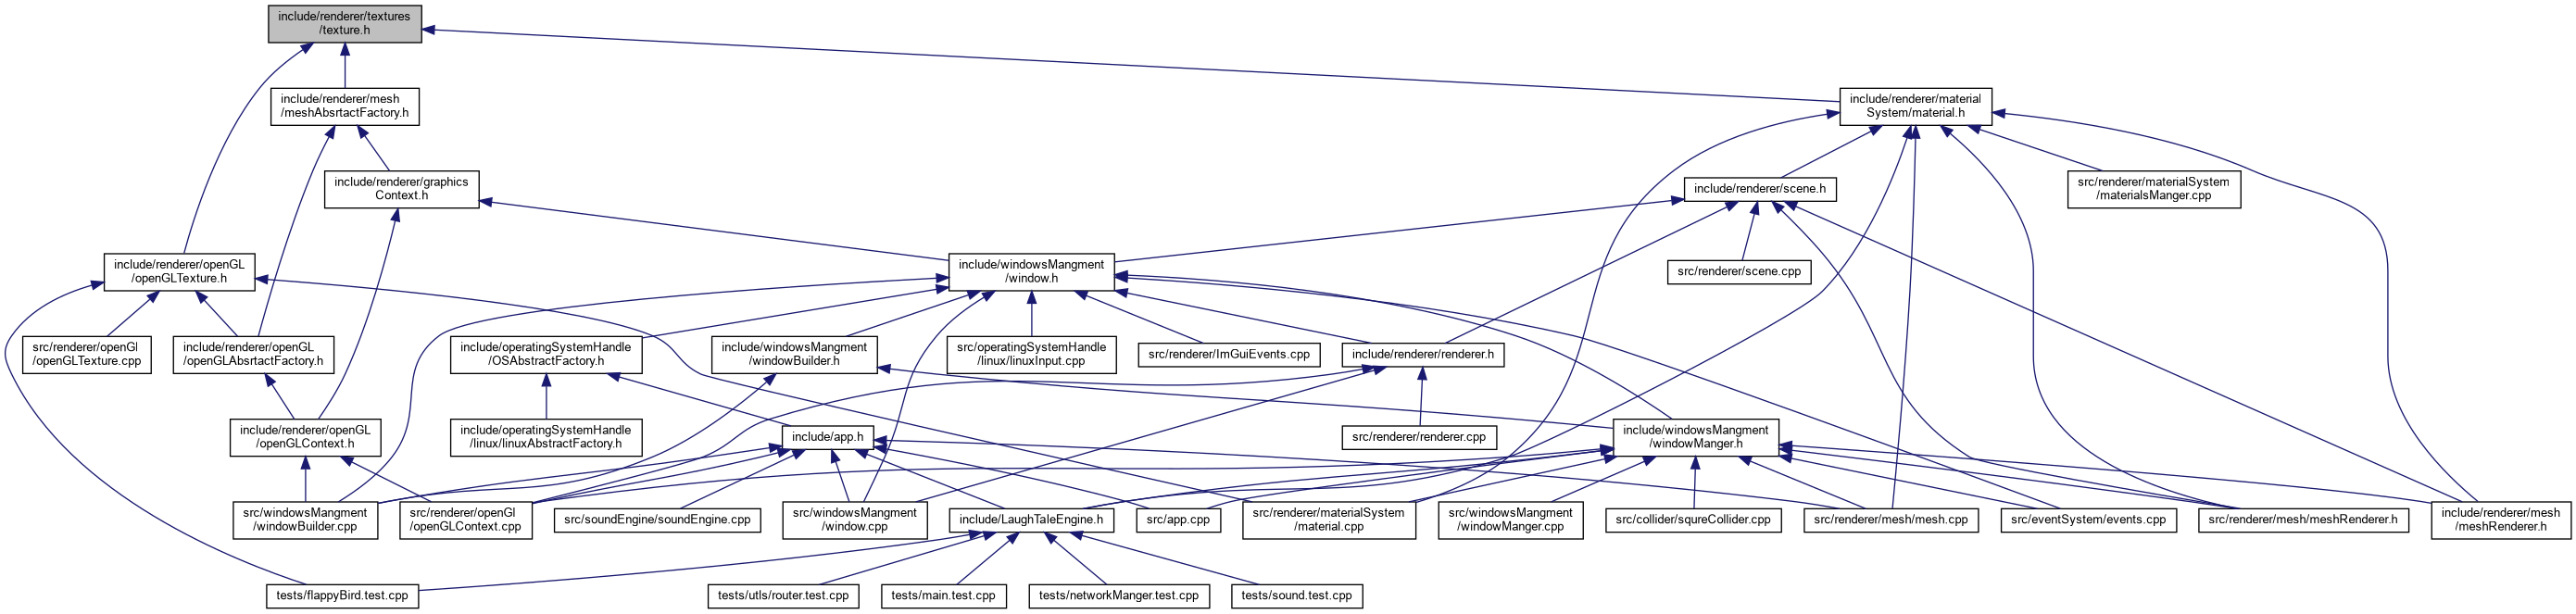 include/renderer/textures
/texture.h
include/renderer/mesh
/meshAbsrtactFactory.h
include/renderer/material
System/material.h
include/renderer/graphics
Context.h
include/renderer/scene.h
src/renderer/materialSystem
/materialsManger.cpp
include/renderer/openGL
/openGLTexture.h
include/windowsMangment
/window.h
src/renderer/scene.cpp
src/renderer/openGl
/openGLTexture.cpp
include/renderer/openGL
/openGLAbsrtactFactory.h
include/operatingSystemHandle
/OSAbstractFactory.h
include/windowsMangment
/windowBuilder.h
src/operatingSystemHandle
/linux/linuxInput.cpp
src/renderer/ImGuiEvents.cpp
include/renderer/renderer.h
include/renderer/openGL
/openGLContext.h
include/operatingSystemHandle
/linux/linuxAbstractFactory.h
include/app.h
src/renderer/renderer.cpp
include/windowsMangment
/windowManger.h
src/windowsMangment
/windowBuilder.cpp
src/renderer/openGl
/openGLContext.cpp
src/soundEngine/soundEngine.cpp
src/windowsMangment
/window.cpp
include/LaughTaleEngine.h
src/app.cpp
src/renderer/materialSystem
/material.cpp
src/windowsMangment
/windowManger.cpp
src/collider/squreCollider.cpp
src/renderer/mesh/mesh.cpp
src/eventSystem/events.cpp
src/renderer/mesh/meshRenderer.h
include/renderer/mesh
/meshRenderer.h
tests/flappyBird.test.cpp
tests/utls/router.test.cpp
tests/main.test.cpp
tests/networkManger.test.cpp
tests/sound.test.cpp